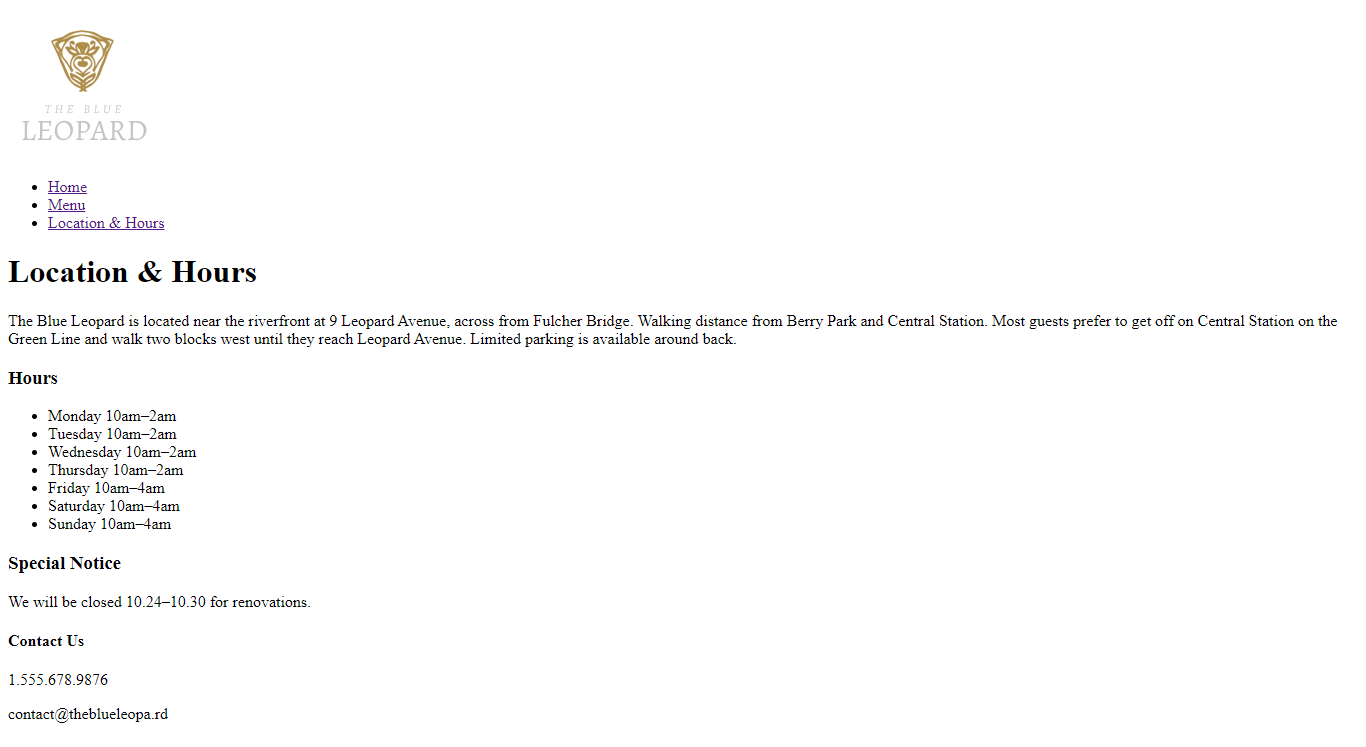 THE BLUE
LEOPARD
Home
Menu
Location & Hours
Location & Hours
The Blue Leopard is located near the riverfront at 9 Leopard Avenue, across from Fulcher Bridge. Walking distance from Berry Park and Central Station. Most guests prefer to get off on Central Station on the
Green Line and walk two blocks west until they reach Leopard Avenue. Limited parking is available around back.
Hours
Monday 10am–2am
Tuesday 10am–2am
Wednesday 10am–2am
Thursday 10am–2am
Friday 10am–4am
Saturday 10am–4am
Sunday 10am–4am
Special Notice
We will be closed 10.24–10.30 for renovations.
Contact Us
1.555.678.9876
contact@theblueleopa.rd